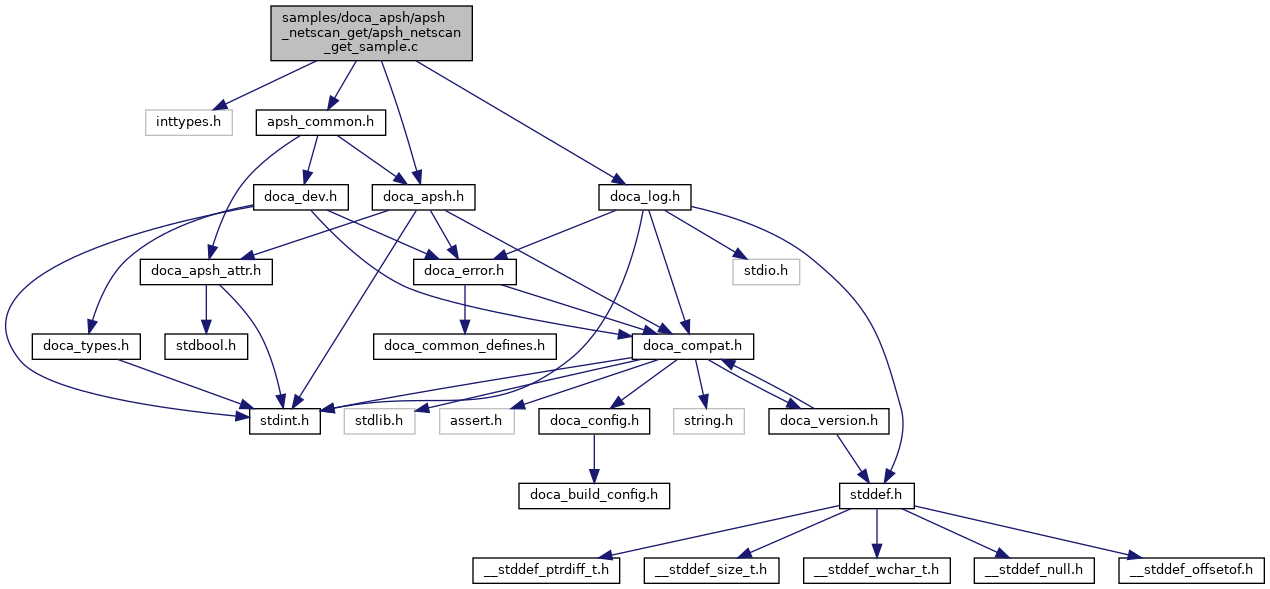 samples/doca_apsh/apsh
_netscan_get/apsh_netscan
_get_sample.c
inttypes.h
apsh_common.h
doca_dev.h
doca_apsh.h
doca_log.h
doca_apsh_attr.h
doca_error.h
stdio.h
doca_types.h
stdbool.h
doca_common_defines.h
doca_compat.h
stdint.h
stdlib.h
assert.h
doca_config.h
string.h
doca_version.h
doca_build_config.h
stddef.h
__stddef_ptrdiff_t.h
__stddef_size_t.h
__stddef_wchar_t.h
__stddef_null.h
__stddef_offsetof.h